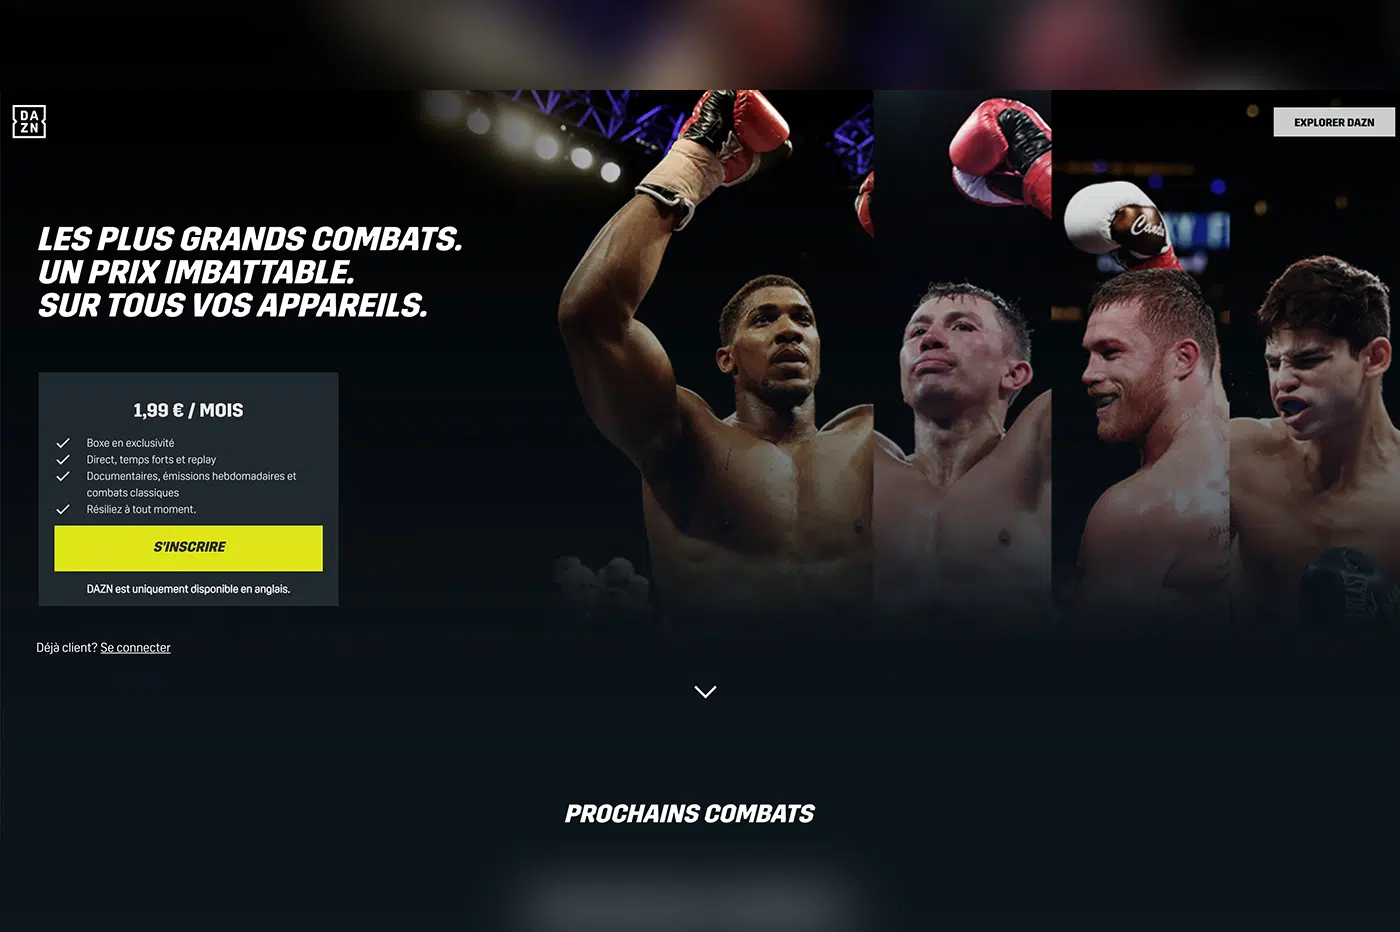 DA
ZN
EXPLORER DAZN
LES PLUS GRANDS COMBATS.
UN PRIX IMBATTABLE.
SUR TOUS VOS APPAREILS.
1,99 € / MOIS
Boxe en exclusivité
Direct, temps forts et replay
Documentaires, émissions hebdomadaires et
combats classiques
Résiliez à tout moment.
S'INSCRIRE
DAZN est uniquement disponible en anglais.
Déjà client? Se connecter
PROCHAINS COMBATS